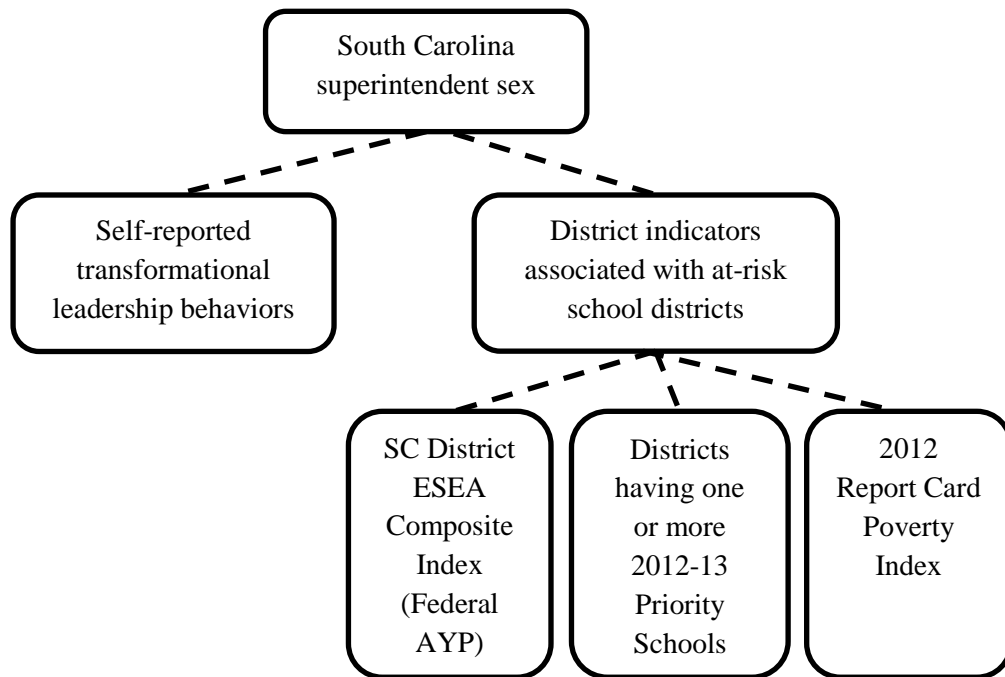 South Carolina
superintendent sex
Self-reported
transformational
leadership behaviors
District indicators
associated with at-risk
school districts
SC District
ESEA
Composite
Index
(Federal
AYP)
Districts
having one
or more
2012-13
Priority
Schools
2012
Report Card
Poverty
Index